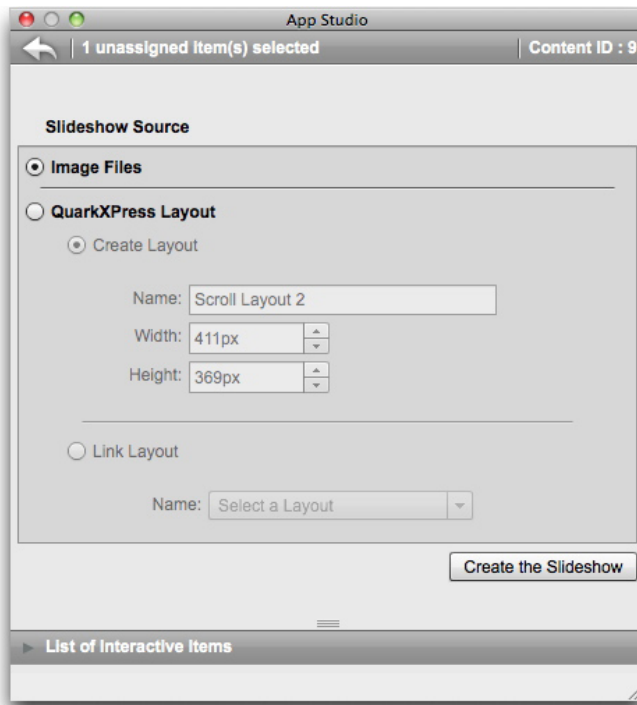 App Studio
1 unassigned item(s) selected Content ID : 9
Slideshow Source
Image Files
QuarkXPress Layout
Create Layout
Name: Scroll Layout 2
Width: 411px
Height: 369px
Link Layout
Name: Select a Layout
Create the Slideshow
List of Interactive Items